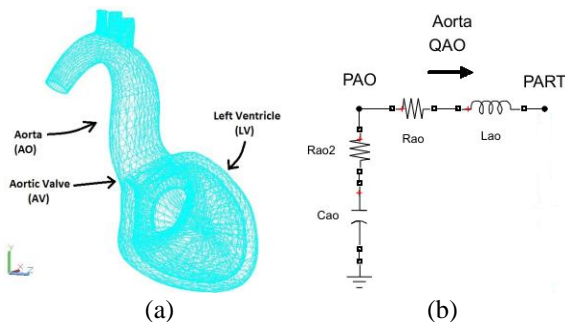 Aorta
(AO)
Aortic Valve
(AV)
Left Ventricle
(LV)
Y
Z
(a)
Aorta
QAO
PAO
PART
Rao
Lao
Rao2
Cao
(b)